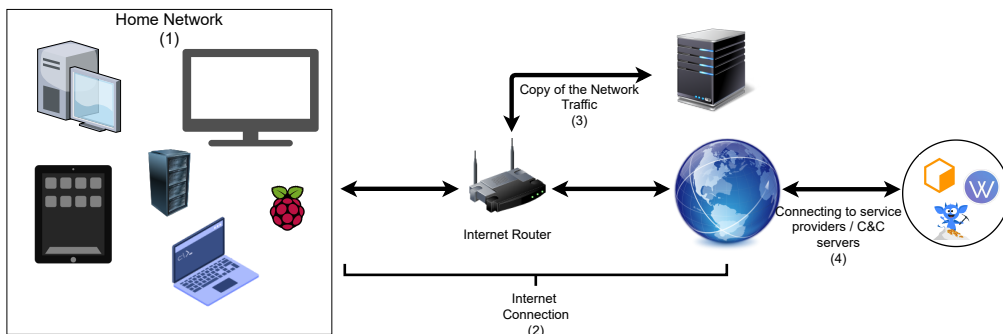 Home Network
(1)
Copy of the Network
Traffic
(3)
Internet Router
Connecting to service
providers / C&C
servers
(4)
Internet
Connection
(2)
W